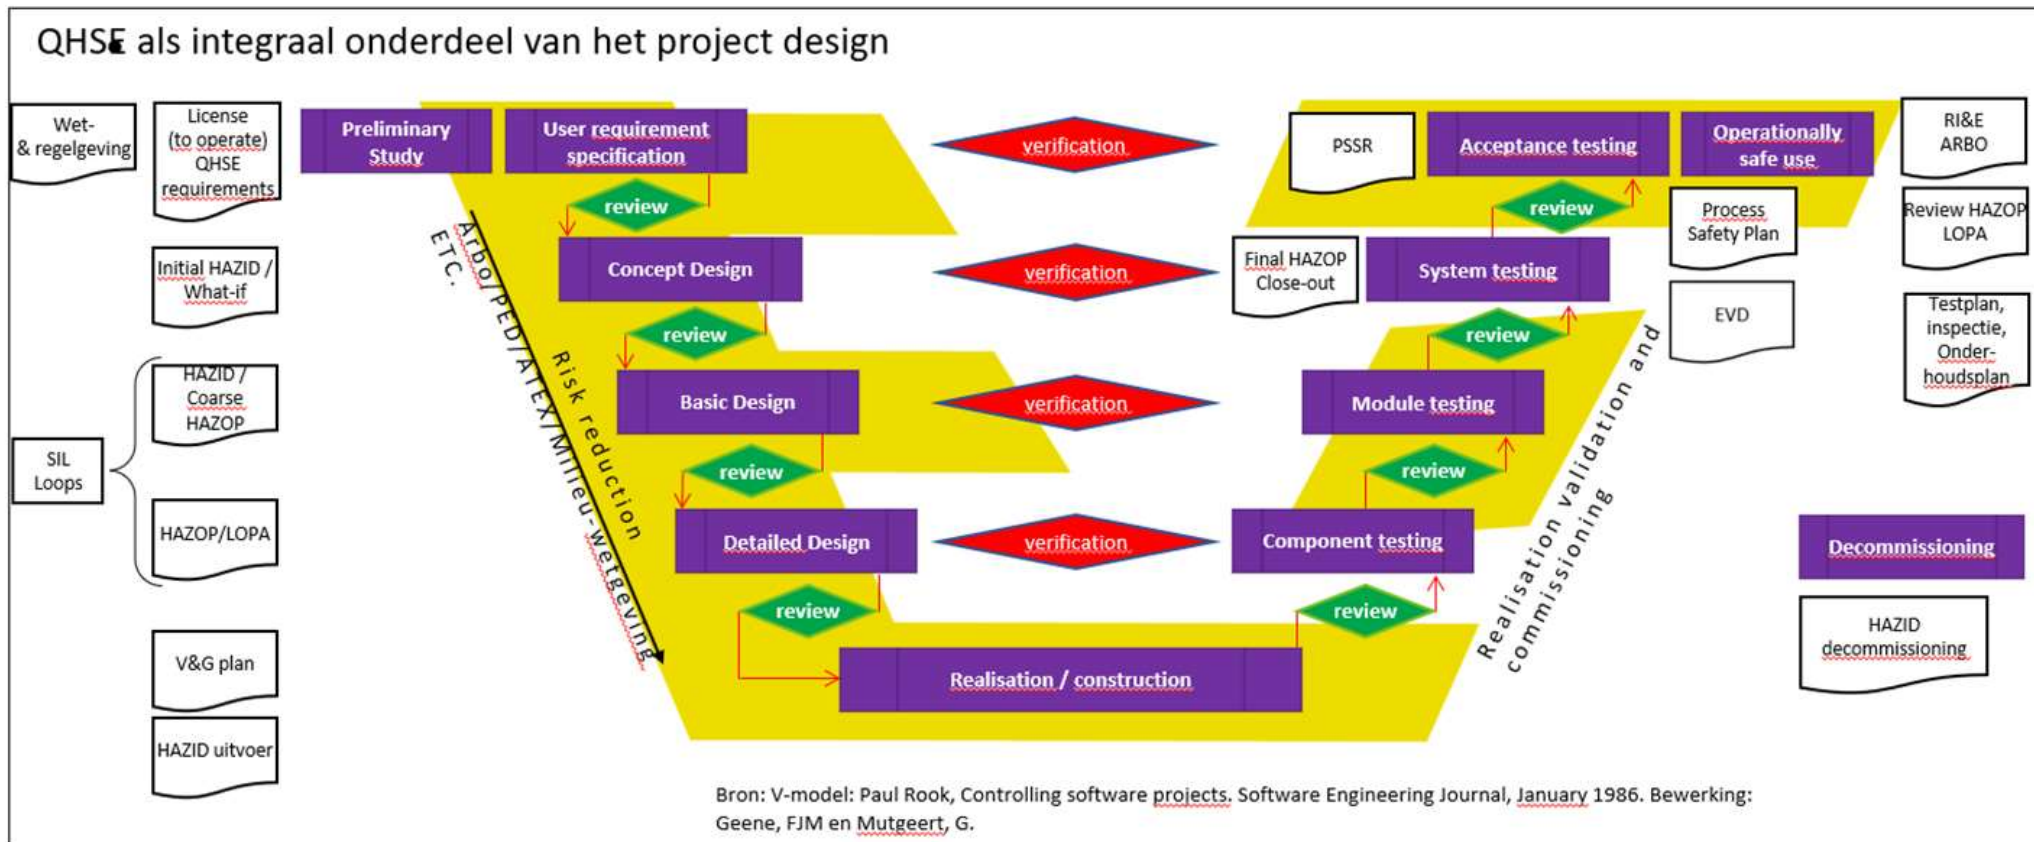 QHSE als integraal onderdeel van het project design
Wet-
& regelgeving
License
(to operate)
QHSE
requirements
Preliminary
Study
User requirement
specification
verification
PSSR
Acceptance testing
Operationally
safe use
RI&E
ARBO
review
review
Process
Safety Plan
Review HAZOP
LOPA
Arbo/PED/ATEX/Milieu-wetgeving
ETC.
Initial HAZID /
What-if
Concept Design
verification
Final HAZOP
Close-out
System testing
EVD
Testplan,
inspectie,
Onder-
houdsplan
review
review
Risk reduction
HAZID /
Coarse
HAZOP
Basic Design
verification
Module testing
Realisation validation and
commissioning
SIL
Loops
review
review
HAZOP/LOPA
Detailed Design
verification
Component testing
Decommissioning
review
review
HAZID
decommissioning
V&G plan
Realisation / construction
HAZID uitvoer
Bron: V-model: Paul Rook, Controlling software projects. Software Engineering Journal, January 1986. Bewerking:
Geene, FJM en Mutgeert, G.